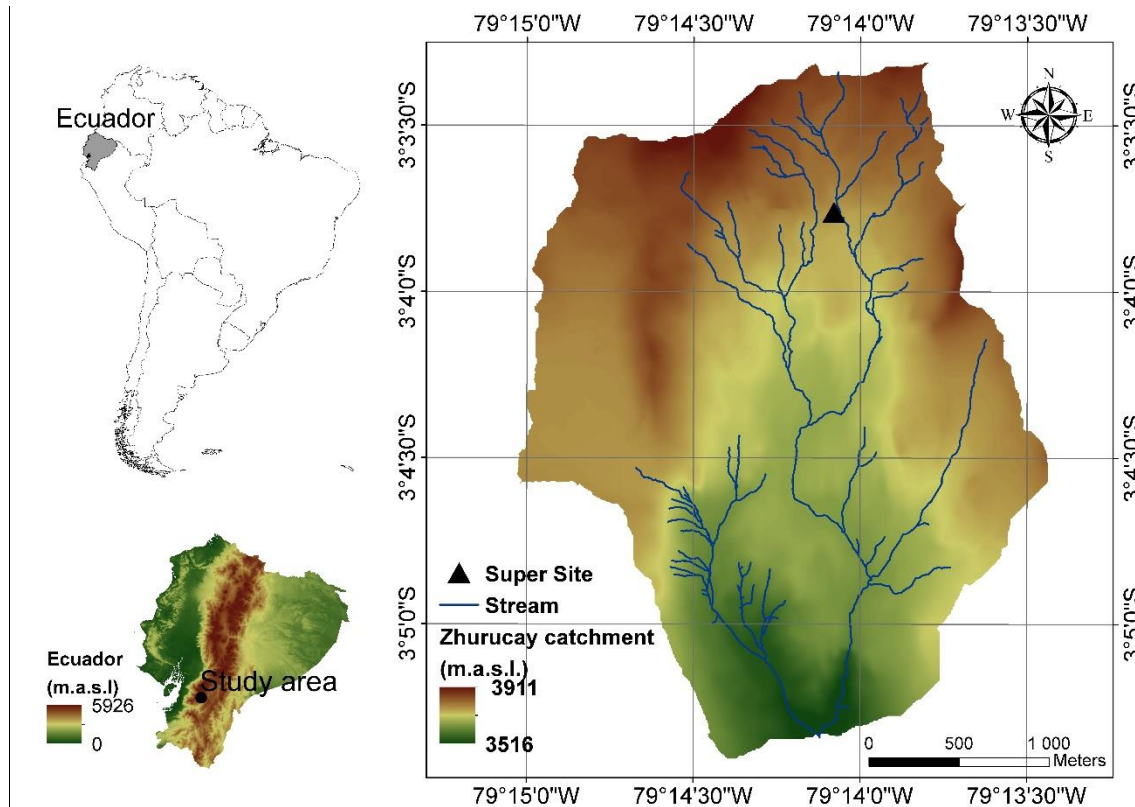 Ecuador
Ecuador
(m.a.s.l)
5926
0
Study area
79°15'0"W
79°14'30"W
79°14'0"W
79°13'30"W
3°3'30"S
3°4'0"S
3°4'30"S
3°5'0"S
N
W
E
S
3°3'30"S
3°4'0"S
3°4'30"S
3°5'0"S
Super Site
Stream
Zhurucay catchment
(m.a.s.l.)
3911
3516
0 500 1 000
Meters
79°15'0"W
79°14'30"W
79°14'0"W
79°13'30"W